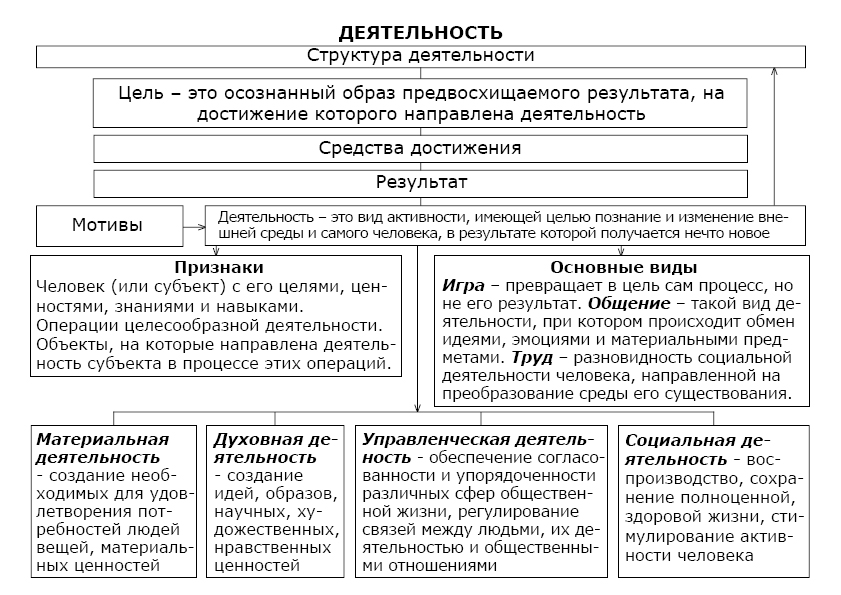 ДЕЯТЕЛЬНОСТЬ
Структура деятельности
Цель – это осознанный образ предвосхищаемого результата, на
достижение которого направлена деятельность
Средства достижения
Результат
Мотивы
Деятельность – это вид активности, имеющей целью познание и изменение вне-
шней среды и самого человека, в результате которой получается нечто новое
Признаки
Человек (или субъект) с его целями, цен-
ностями, знаниями и навыками.
Операции целесообразной деятельности.
Объекты, на которые направлена деятель-
ность субъекта в процессе этих операций.
Основные виды
Игра – превращает в цель сам процесс, но
не его результат. Общение – такой вид де-
ятельности, при котором происходит обмен
идеями, эмоциями и материальными пред-
метами. Труд – разновидность социальной
деятельности человека, направленной на
преобразование среды его существования.
Материальная
деятельность
- создание необ-
ходимых для удов-
летворения пот-
ребностей людей
вещей, материаль-
ных ценностей
Духовная де-
ятельность
- создание
идей, образов,
научных, ху-
дожественных,
нравственных
ценностей
Управленческая деятель-
ность - обеспечение согласо-
ванности и упорядоченности
различных сфер обществен-
ной жизни, регулирование
связей между людьми, их де-
ятельностью и общественны-
ми отношениями
Социальная де-
ятельность - вос-
производство, сохра-
нение полноценной,
здоровой жизни, сти-
мулирование актив-
ности человека